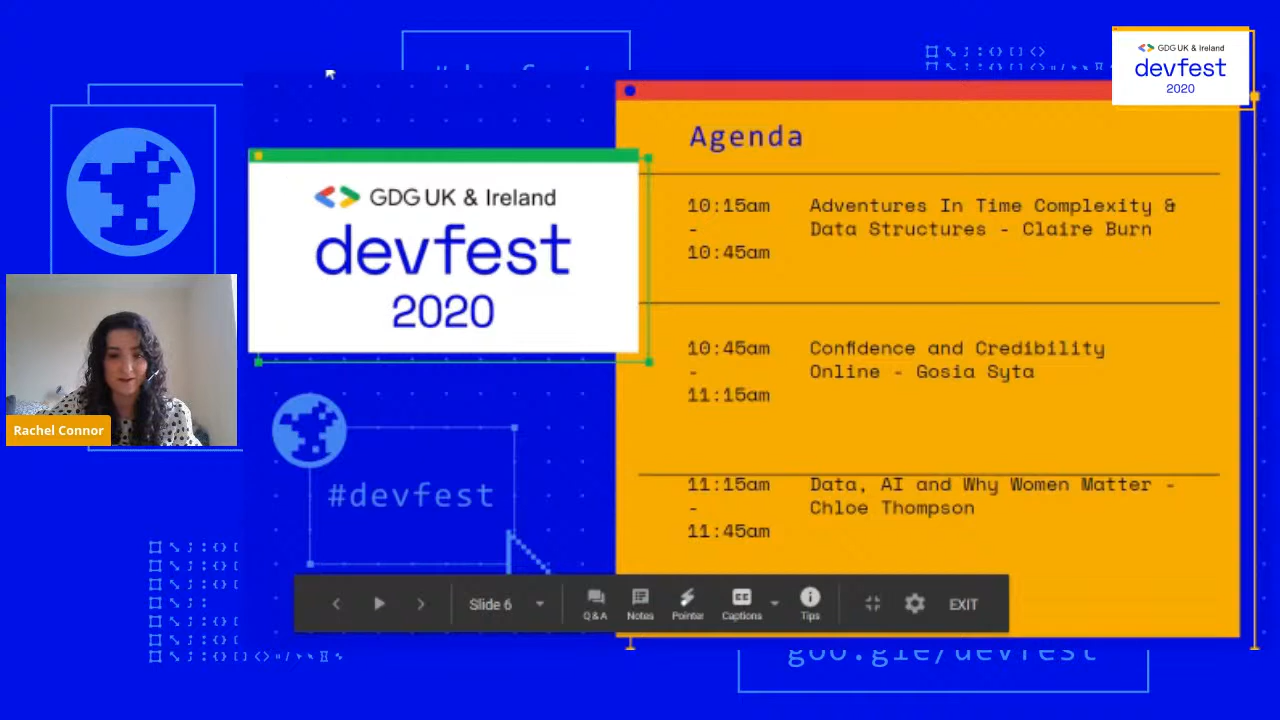 GDG UK & Ireland
devfest
2020
Agenda
GDG UK & Ireland
devfest
2020
10:15am
-
10:45am
Adventures In Time Complexity &
Data Structures - Claire Burn
10:45am
-
11:15am
Confidence and Credibility
Online - Gosia Syta
11:15am
-
11:45am
Data, AI and Why Women Matter -
Chloe Thompson
Rachel Connor
#devfest
Slide 6
Q&A
Notes
Pointer
CC
Captions
Tips
EXIT
goo.gle/devfest